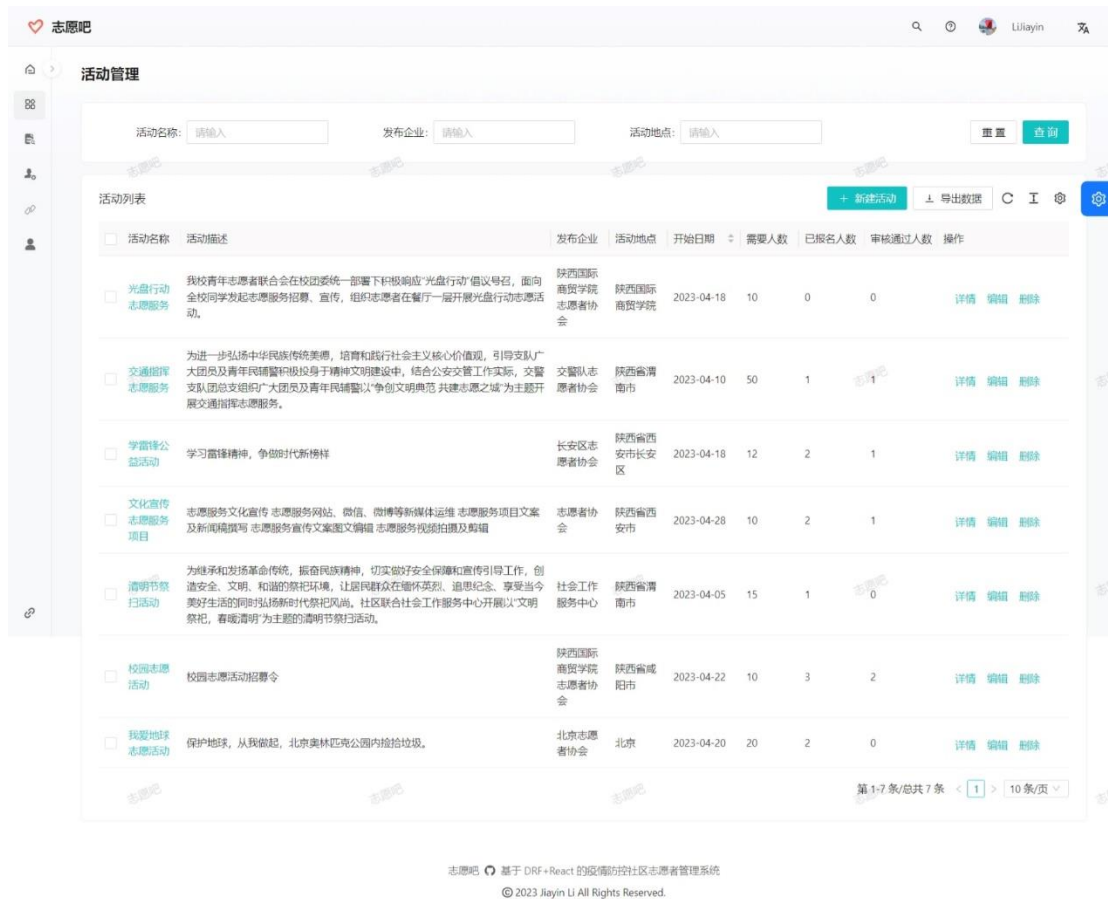 志愿吧
LiJiayin
活动管理
活动名称: 请输入 发布企业: 请输入 活动地点: 请输入 重置 查询
活动列表 + 新建活动 导出数据
活动名称 活动描述 发布企业 活动地点 开始日期 需要人数 已报名人数 审核通过人数 操作
光盘行动
志愿服务
我校青年志愿者联合会在校团委统一部署下积极响应“光盘行动”倡议号召，面向
全校同学发起志愿服务招募、宣传，组织志愿者在餐厅一层开展光盘行动志愿活
动。
陕西国际
商贸学院
志愿者协
会
陕西国际
商贸学院
2023-04-18 10 0 0 详情 编辑 删除
交通指挥
志愿服务
为进一步弘扬中华民族传统美德，培育和践行社会主义核心价值观，引导支队广
大团员及青年民辅警积极投身于精神文明建设中，结合公安交管工作实际，交警
支队团总支组织广大团员及青年民辅警以“争创文明典范 共建志愿之城”为主题开
展交通指挥志愿服务。
交警队志
愿者协会
陕西省渭
南市
2023-04-10 50 1 1 详情 编辑 删除
学雷锋公
益活动
学习雷锋精神，争做时代新榜样
长安区志
愿者协会
陕西省西
安市长安
区
2023-04-18 12 2 1 详情 编辑 删除
文化宣传
志愿服务
项目
志愿服务文化宣传 志愿服务网站、微信、微博等新媒体运维 志愿服务项目文案
及新闻稿撰写 志愿服务宣传文案图文编辑 志愿服务视频拍摄及剪辑
志愿者协
会
陕西省西
安市
2023-04-28 10 2 1 详情 编辑 删除
清明节祭
扫活动
为继承和发扬革命传统，振奋民族精神，切实做好安全保障和宣传引导工作，创
造安全、文明、和谐的祭祀环境，让居民群众在缅怀英烈、追思纪念、享受当今
美好生活的同时弘扬新时代祭祀风尚。社区联合社会工作服务中心开展以“文明
祭祀，春暖清明”为主题的清明节祭扫活动。
社会工作
服务中心
陕西省渭
南市
2023-04-05 15 1 0 详情 编辑 删除
校园志愿
活动
校园志愿活动招募令
陕西国际
商贸学院
志愿者协
会
陕西省咸
阳市
2023-04-22 10 3 2 详情 编辑 删除
我爱地球
志愿活动
保护地球，从我做起，北京奥林匹克公园内捡拾垃圾。
北京志愿
者协会
北京
2023-04-20 20 2 0 详情 编辑 删除
第 1-7 条/总共 7 条 < 1 > 10 条/页
志愿吧 基于 DRF+React 的疫情防控社区志愿者管理系统
© 2023 Jiayin Li All Rights Reserved.